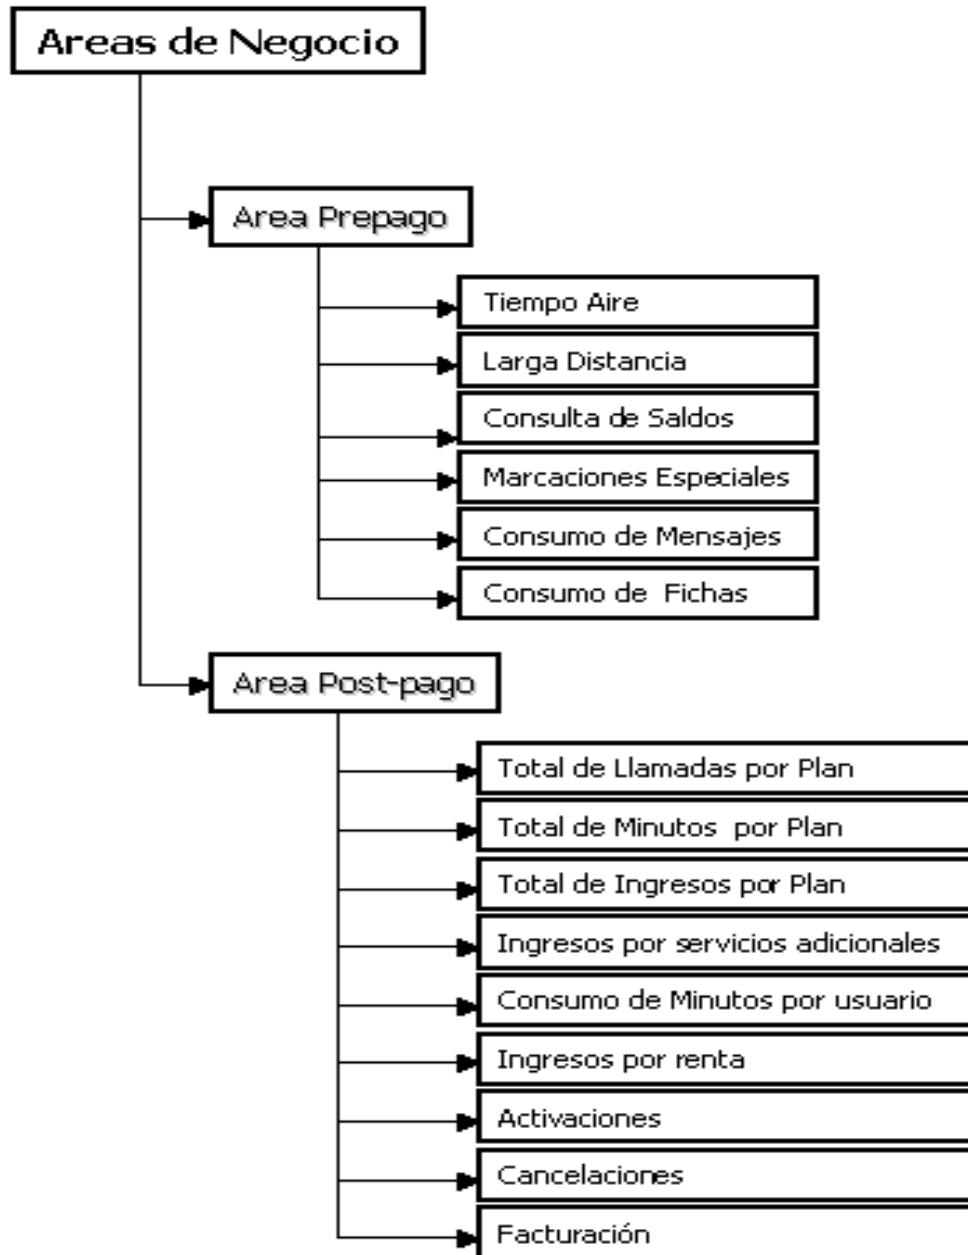 Areas de Negocio
Area Prepago
Tiempo Aire
Larga Distancia
Consulta de Saldos
Marcaciones Especiales
Consumo de Mensajes
Consumo de Fichas
Area Post-pago
Total de Llamadas por Plan
Total de Minutos por Plan
Total de Ingresos por Plan
Ingresos por servicios adicionales
Consumo de Minutos por usuario
Ingresos por renta
Activaciones
Cancelaciones
Facturación